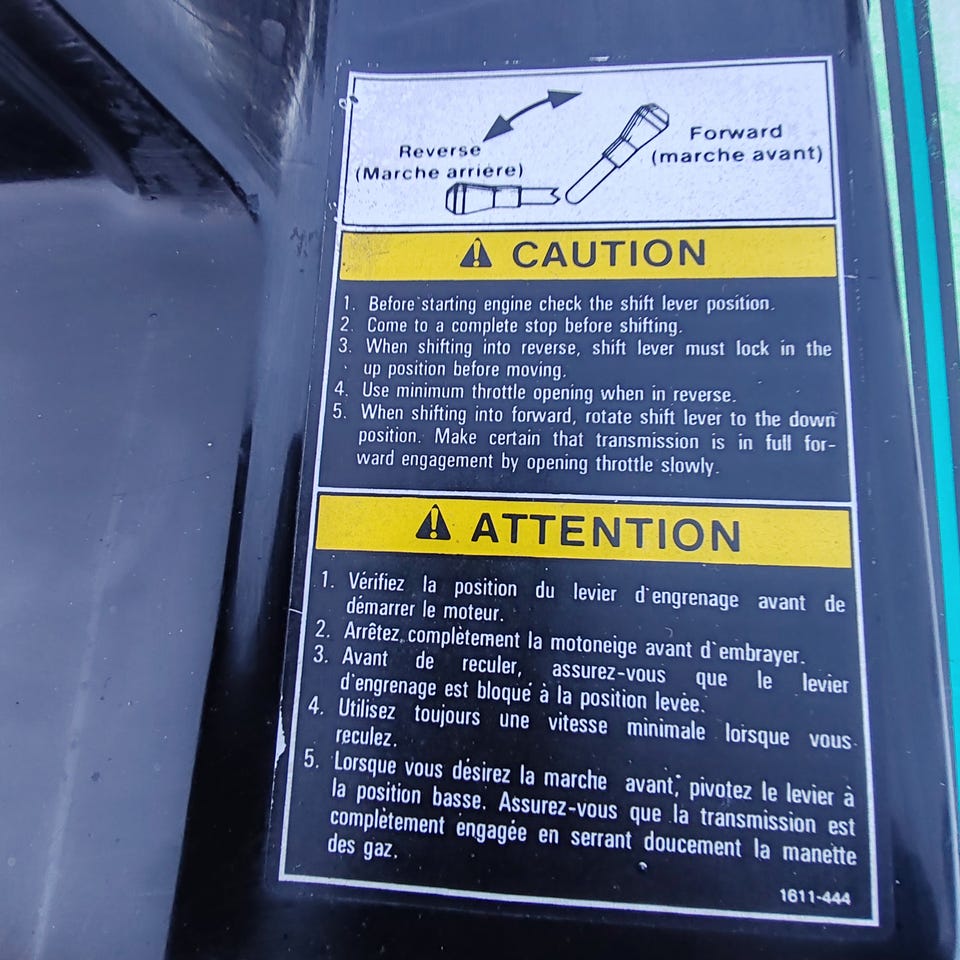 Reverse
(Marche arrière)
Forward
(marche avant)
CAUTION
1. Before starting engine check the shift lever position.
2. Come to a complete stop before shifting.
3. When shifting into reverse, shift lever must lock in the
up position before moving.
4. Use minimum throttle opening when in reverse.
5. When shifting into forward, rotate shift lever to the down
position. Make certain that transmission is in full for-
ward engagement by opening throttle slowly.
ATTENTION
1. Vérifiez la position du levier d'engrenage avant de
démarrer le moteur.
2. Arrêtez complètement la motoneige avant d'embrayer.
3. Avant de reculer, assurez-vous que le levier
d'engrenage est bloqué à la position levée.
4. Utilisez toujours une vitesse minimale lorsque vous
reculez.
5. Lorsque vous désirez la marche avant, pivotez le levier à
la position basse. Assurez-vous que la transmission est
complètement engagée en serrant doucement la manette
des gaz.
1611-444